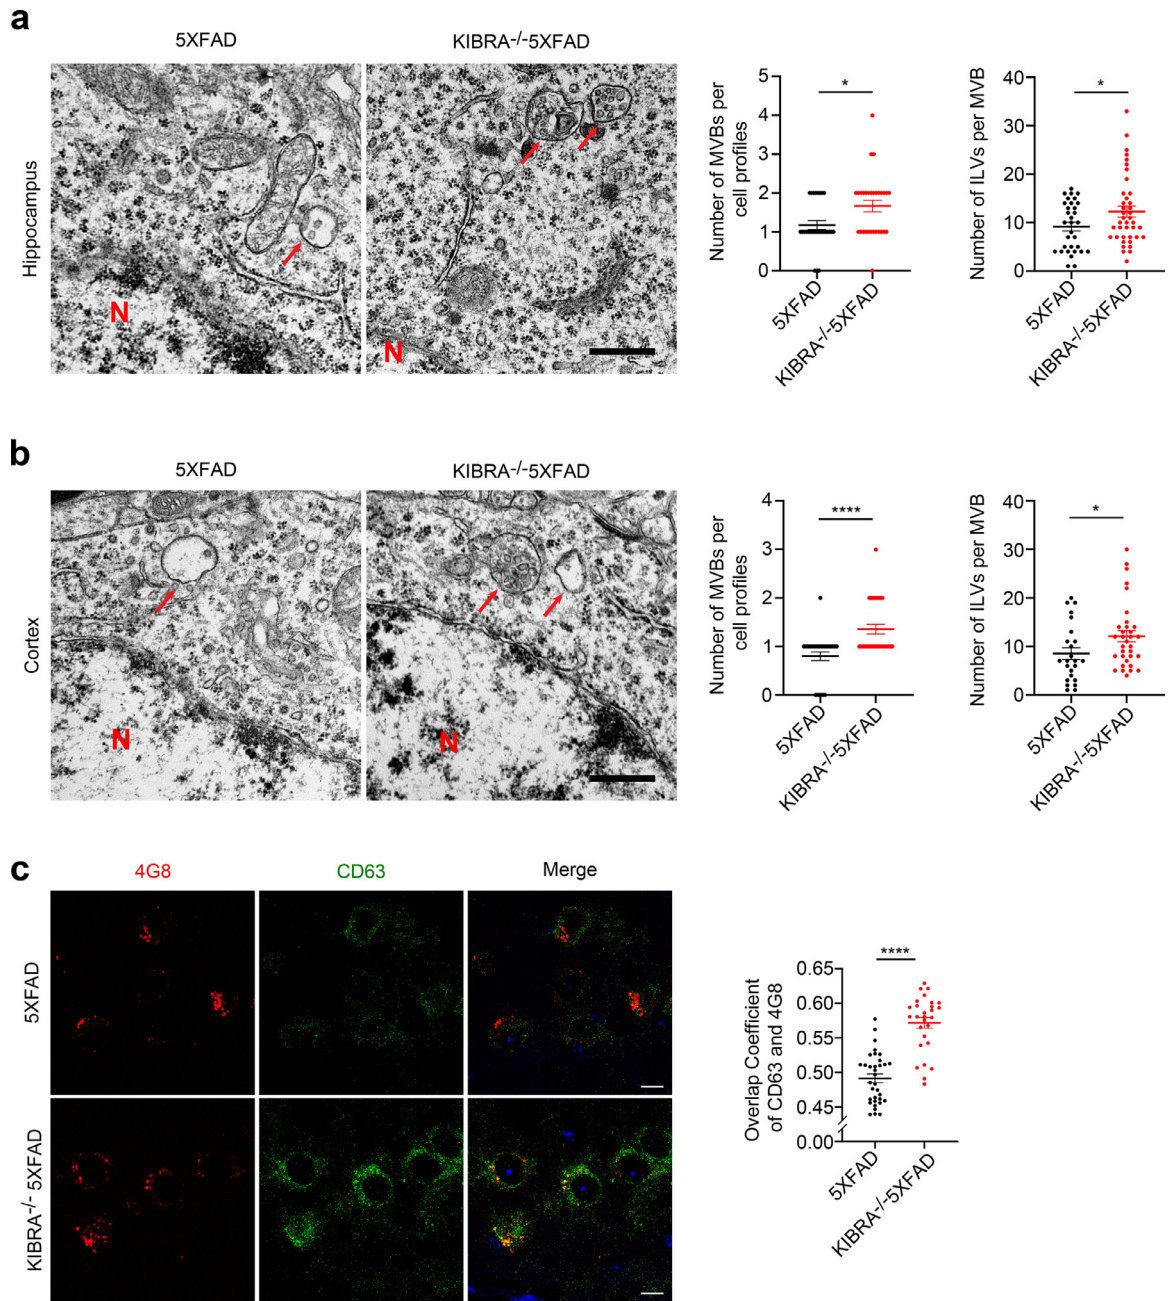 a
5XFAD
KIBRA-/-5XFAD
Hippocampus
N
N
Number of MVBs per
cell profiles
5
4
3
2
1
0
*
5XFAD
KIBRA-/-5XFAD
Number of ILVs per MVB
40
30
20
10
0
*
5XFAD
KIBRA-/-5XFAD
b
5XFAD
KIBRA-/-5XFAD
Cortex
N
N
Number of MVBs per
cell profiles
4
3
2
1
0
****
5XFAD
KIBRA-/-5XFAD
Number of ILVs per MVB
40
30
20
10
0
*
5XFAD
KIBRA-/-5XFAD
c
4G8
CD63
Merge
5XFAD
KIBRA-/- 5XFAD
Overlap Coefficient
of CD63 and 4G8
0.65
0.60
0.55
0.50
0.45
0.00
****
5XFAD
KIBRA-/-5XFAD